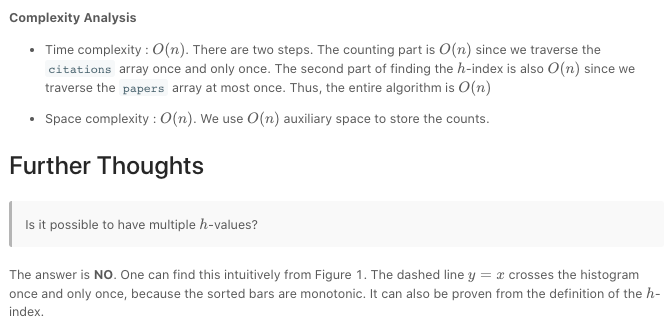 Complexity Analysis
• Time complexity : O(n). There are two steps. The counting part is O(n) since we traverse the
citations array once and only once. The second part of finding the h-index is also O(n) since we
traverse the papers array at most once. Thus, the entire algorithm is O(n)
• Space complexity : O(n). We use O(n) auxiliary space to store the counts.
Further Thoughts
Is it possible to have multiple h-values?
The answer is NO. One can find this intuitively from Figure 1. The dashed line y = x crosses the histogram
once and only once, because the sorted bars are monotonic. It can also be proven from the definition of the h-
index.